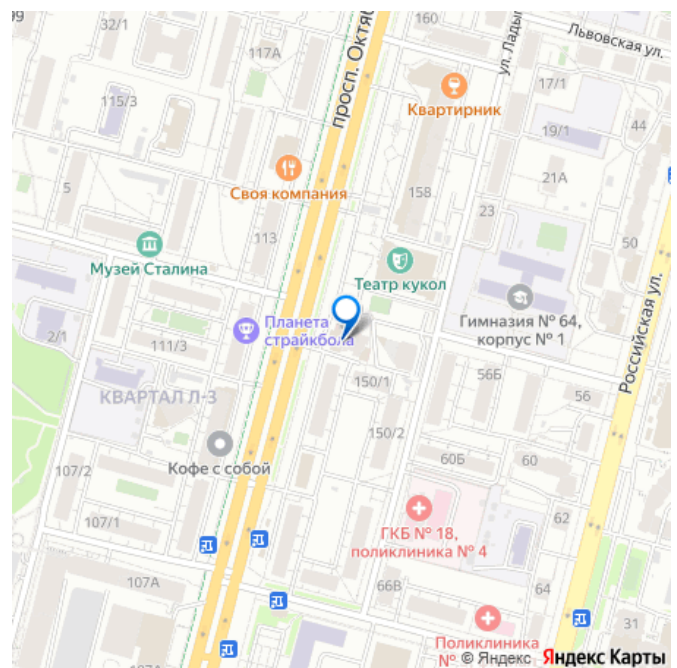 99
32/1
160
Львовская ул.
117А
просп. Октя
ул. Лады
17/1
115/3
Квартирник
19/1
44
5
Своя компания
158
21А
113
23
50
Музей Сталина
Театр кукол
Гимназия № 64,
корпус № 1
Российская ул.
2/1
111/3
Планета
страйкбола
КВАРТАЛ Л-3
150/1
56Б
56
150/2
107/2
Кофе с собой
60Б
60
107/1
ГКБ № 18,
поликлиника № 4
62
107А
66В
64
107А
31
Поликлиника
№
© Яндекс Яндекс Карты